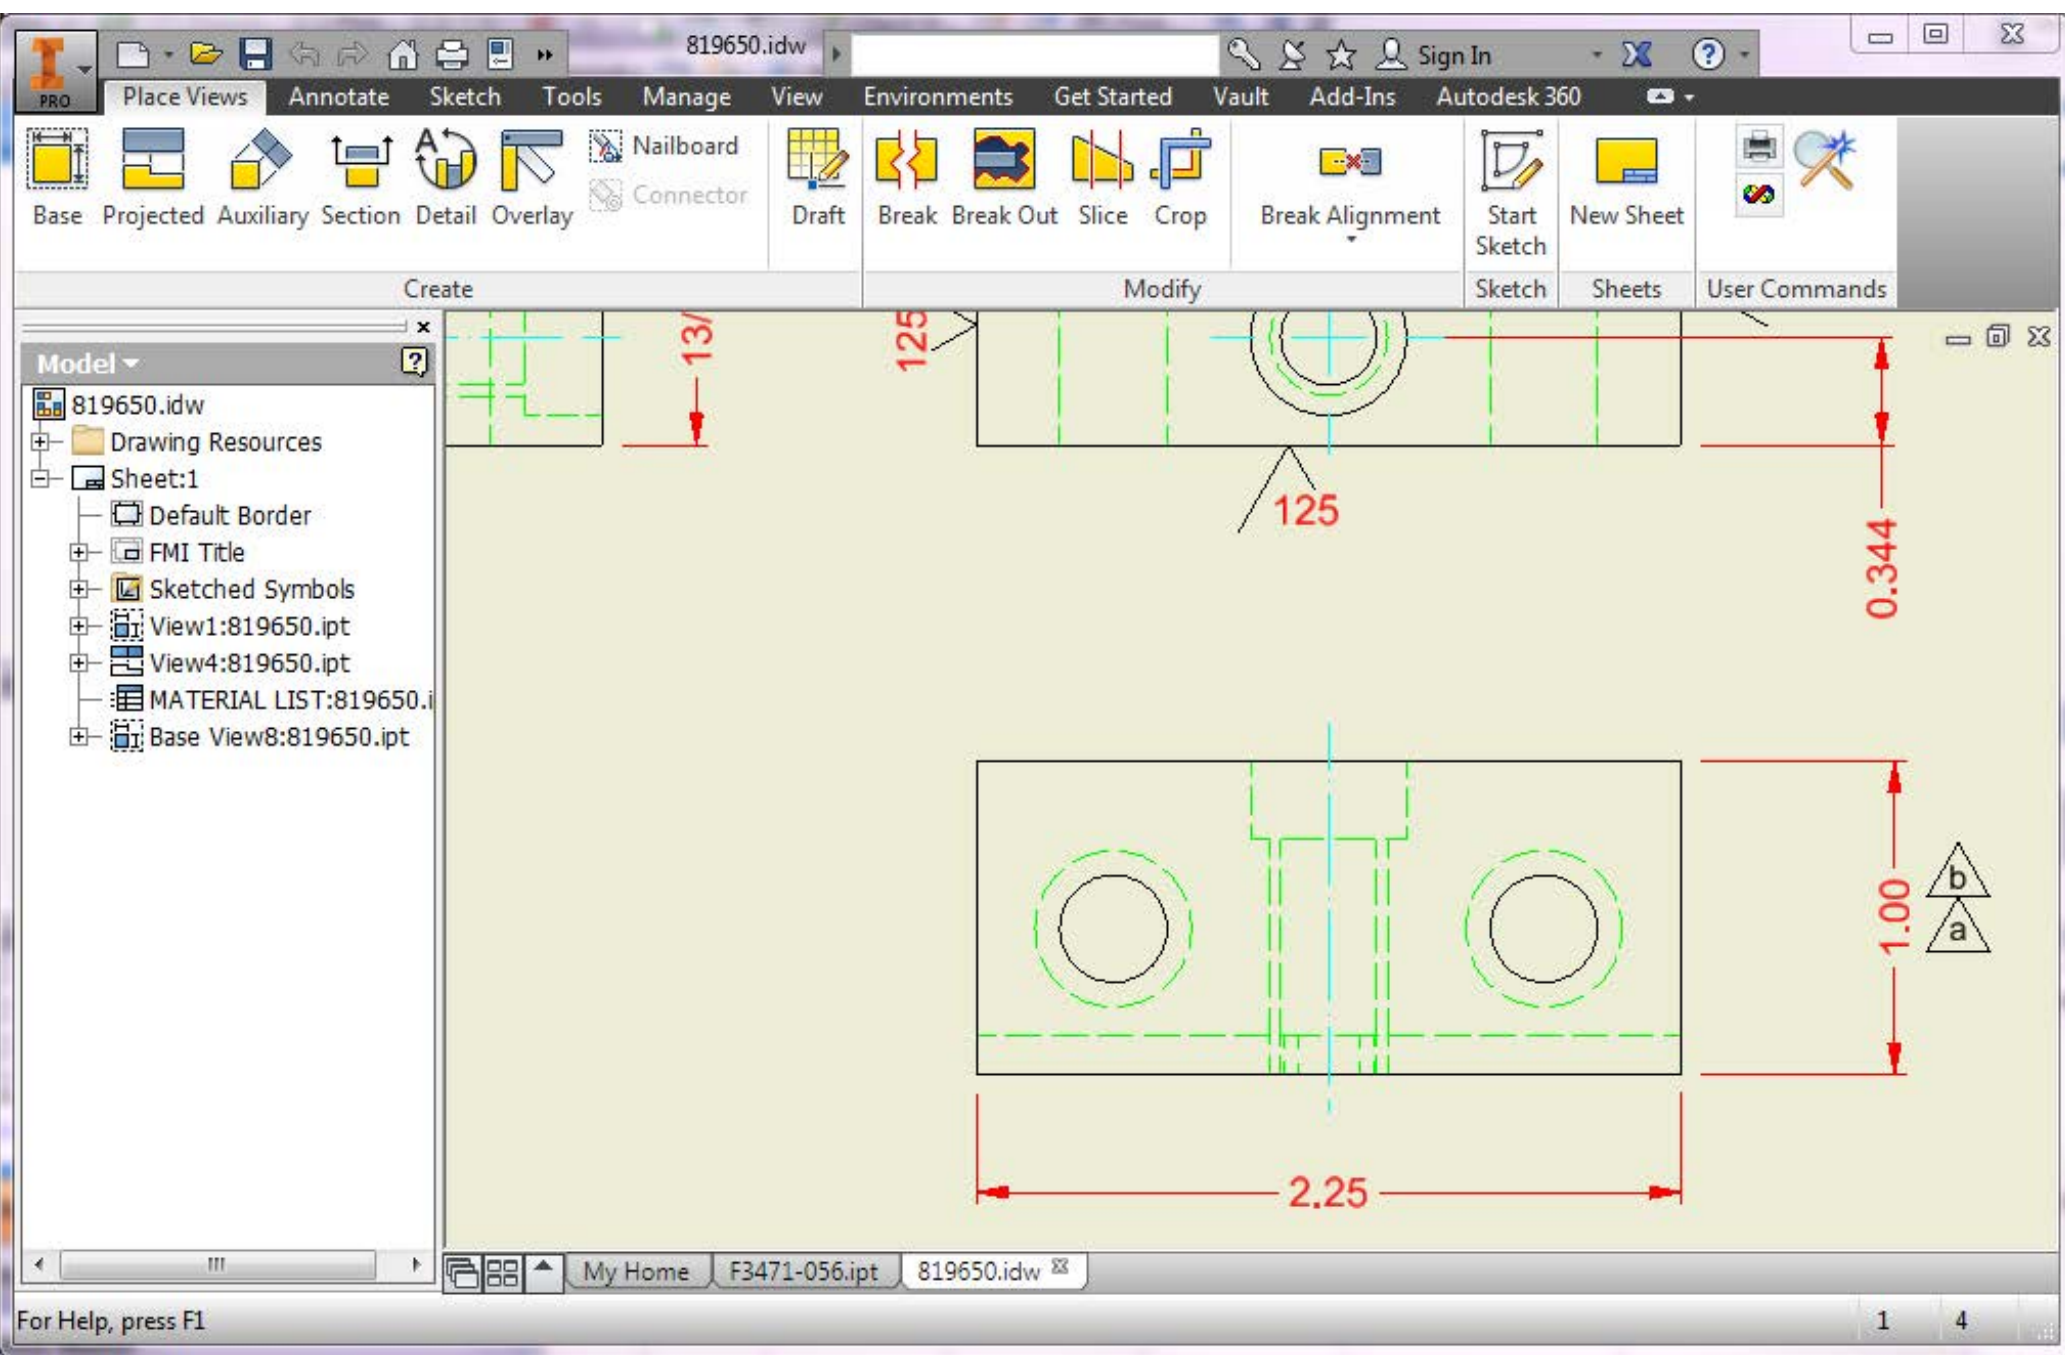 819650.idw
Sign In
PRO
Place Views Annotate Sketch Tools Manage View Environments Get Started Vault Add-Ins Autodesk 360
Nailboard
Connector
Base Projected Auxiliary Section Detail Overlay Draft Break Break Out Slice Crop Break Alignment Start Sketch New Sheet
Create Modify Sketch Sheets User Commands
Model
819650.idw
Drawing Resources
Sheet:1
Default Border
FMI Title
Sketched Symbols
View1:819650.ipt
View4:819650.ipt
MATERIAL LIST:819650.i
Base View8:819650.ipt
13/
125
125
0.344
1.00
b
a
2.25
My Home F3471-056.ipt 819650.idw
For Help, press F1
1 4